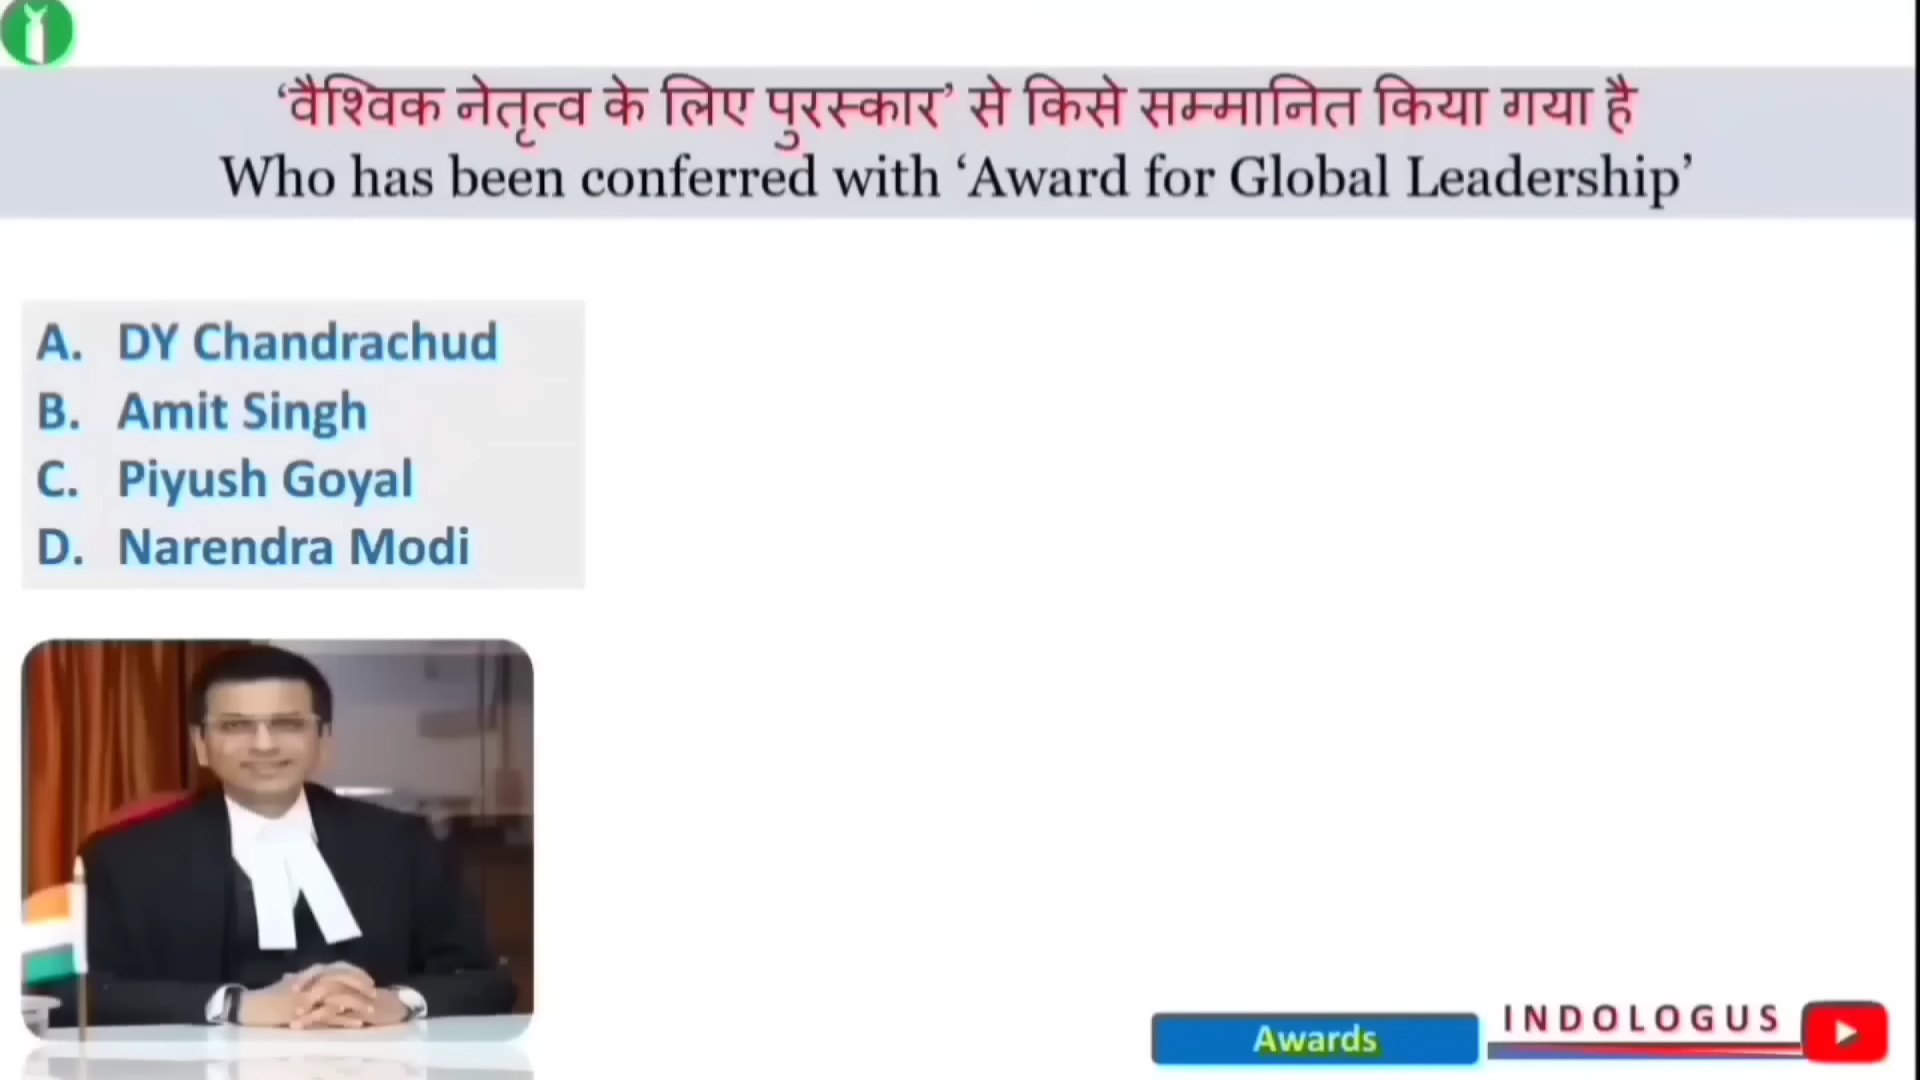 ‘वैश्विक नेतृत्व के लिए पुरस्कार’ से किसे सम्मानित किया गया है
Who has been conferred with ‘Award for Global Leadership’
A. DY Chandrachud
B. Amit Singh
C. Piyush Goyal
D. Narendra Modi
Awards
INDOLOGUS